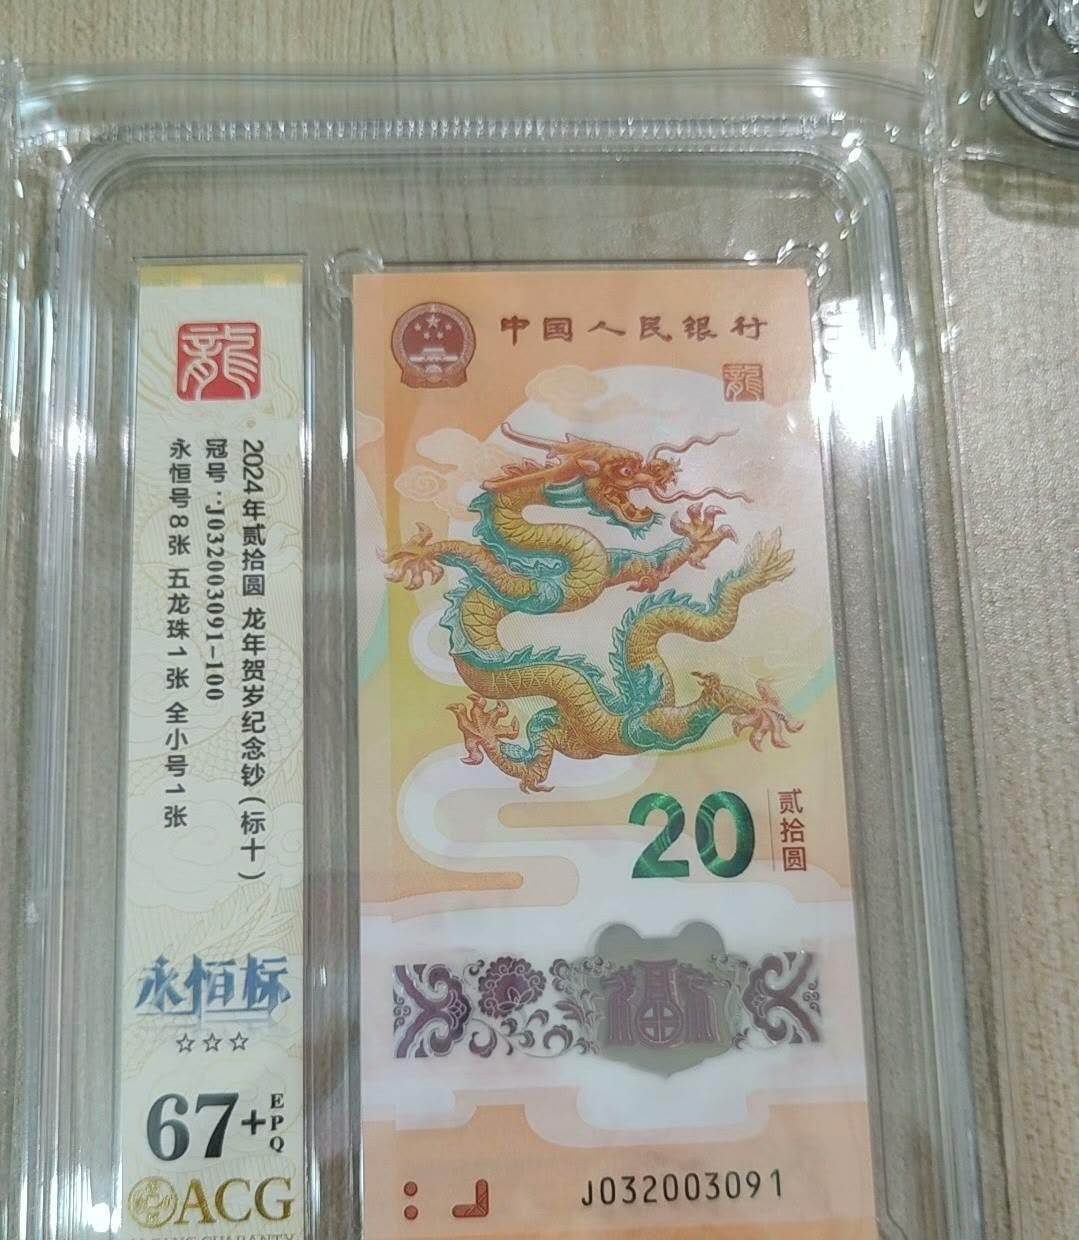 龍
2024年贰拾圆 龙年贺岁纪念钞(标十)
冠号:J032003091-100
永恒号8张 五龙珠1张 全小号1张
永恒标
☆☆☆
67+
EPQ
ACG
中国人民银行
龍
20
贰拾圆
福
J032003091